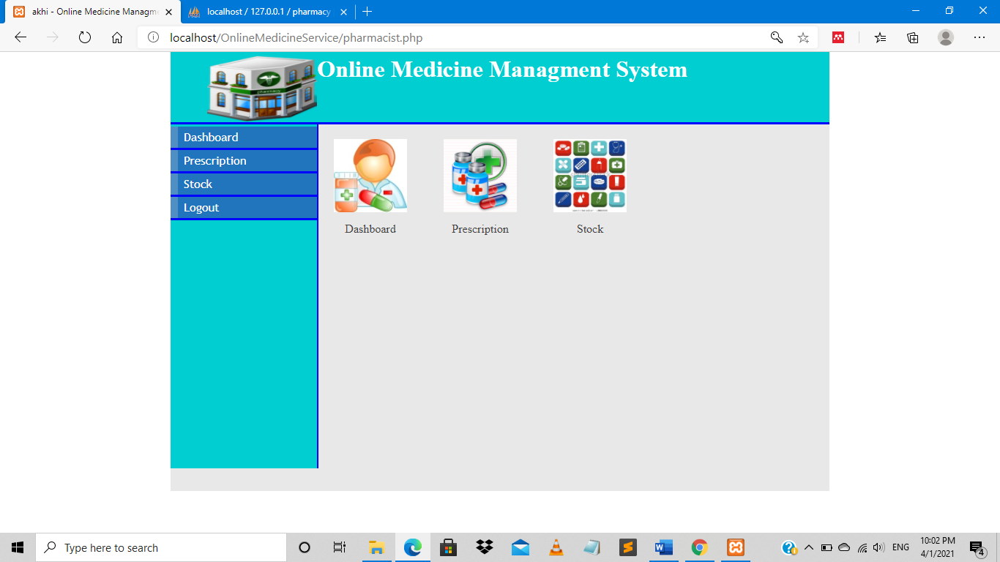 akhi - Online Medicine Managm
localhost / 127.0.0.1 / pharmacy
localhost/OnlineMedicineService/pharmacist.php
Online Medicine Managment System
pharmacy
Dashboard
Prescription
Stock
Logout
Dashboard
Prescription
Stock
Type here to search
ENG
10:02 PM
4/1/2021
4